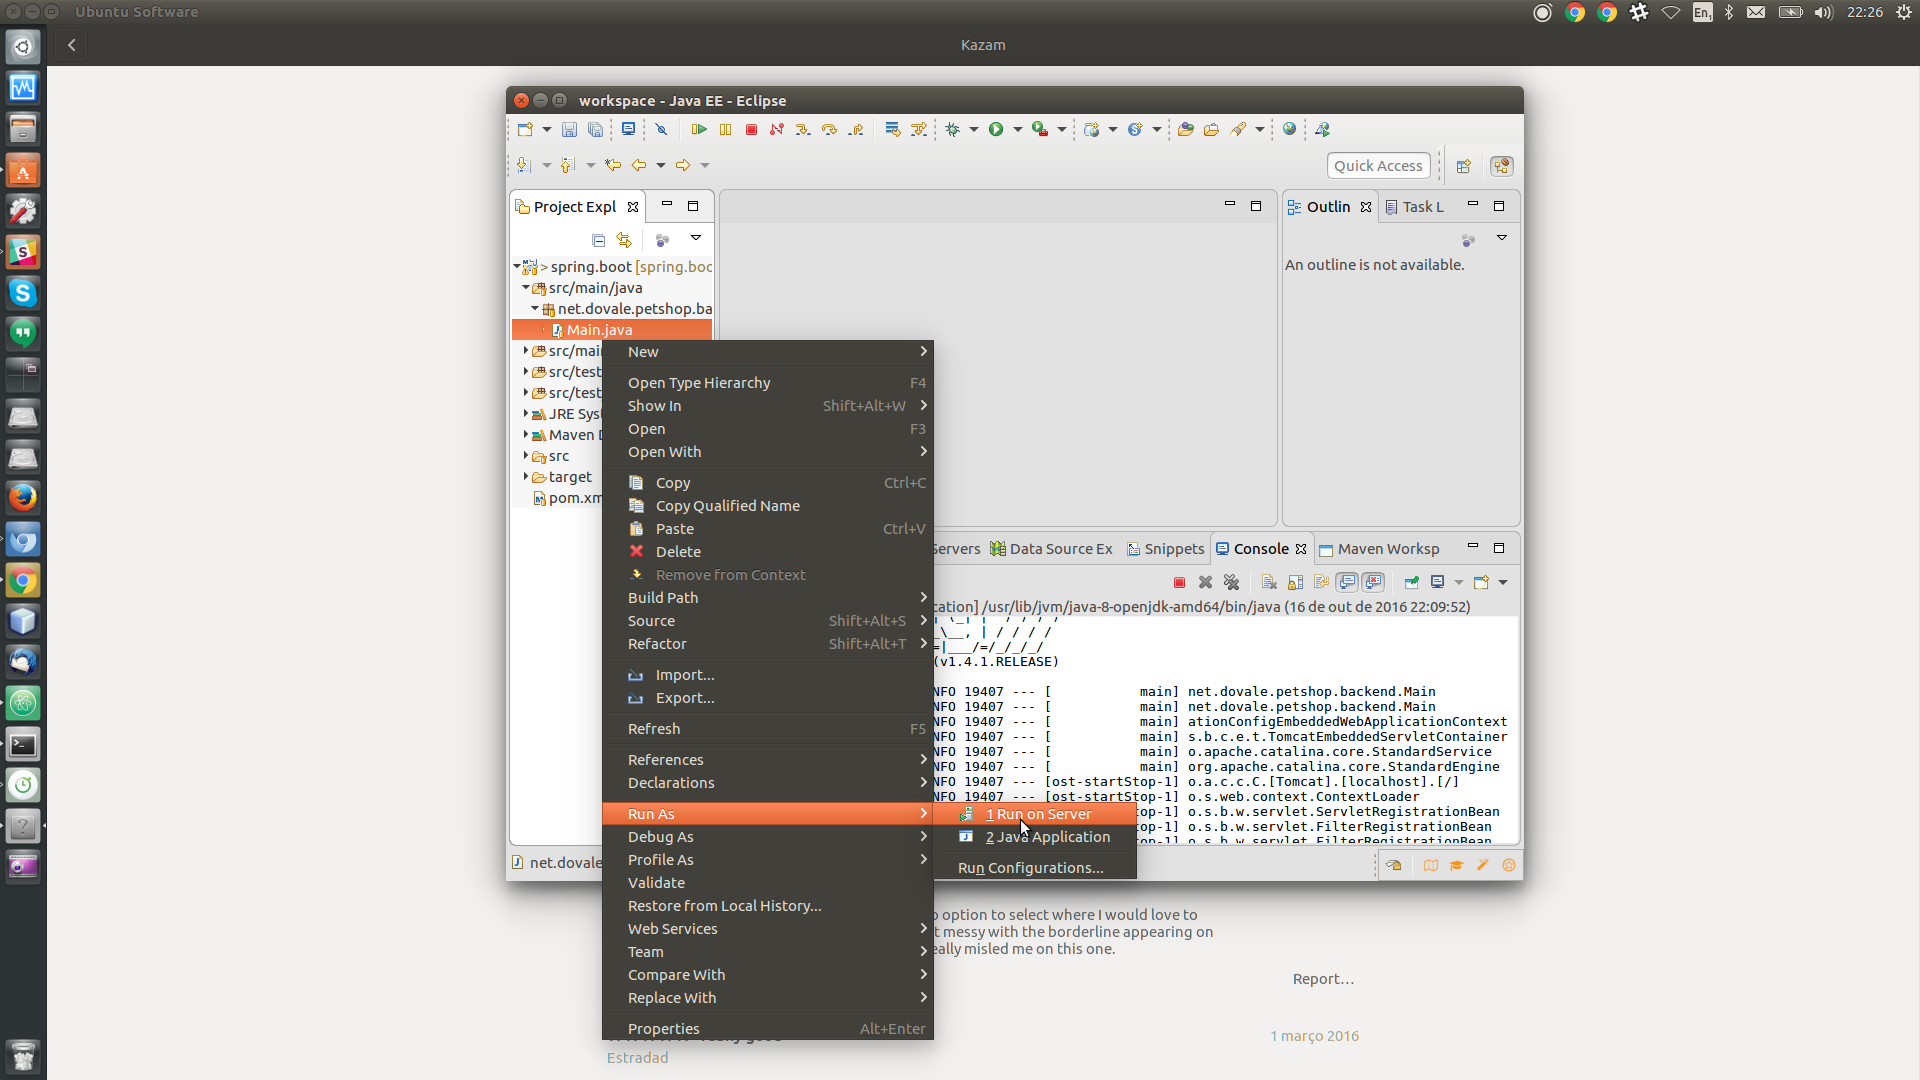 Ubuntu Software
En1
22:26
Kazam
workspace - Java EE - Eclipse
Quick Access
Project Expl
Outlin
Task L
> spring.boot [spring.boo
src/main/java
net.dovale.petshop.ba
Main.java
src/mai
src/test
src/test
JRE Sys
Maven D
src
target
pom.xm
An outline is not available.
New
Open Type Hierarchy F4
Show In Shift+Alt+W
Open F3
Open With
Copy Ctrl+C
Copy Qualified Name
Paste Ctrl+V
Delete
Remove from Context
Build Path
Source Shift+Alt+S
Refactor Shift+Alt+T
Import...
Export...
Refresh F5
References
Declarations
Run As
Debug As
Profile As
Validate
Restore from Local History...
Web Services
Team
Compare With
Replace With
Properties Alt+Enter
1 Run on Server
2 Java Application
Run Configurations...
Servers
Data Source Ex
Snippets
Console
Maven Worksp
cation] /usr/lib/jvm/java-8-openjdk-amd64/bin/java (16 de out de 2016 22:09:52)
_\__, | / / / /
=|___/=/_/_/_/
(v1.4.1.RELEASE)
NFO 19407 --- [           main] net.dovale.petshop.backend.Main
NFO 19407 --- [           main] net.dovale.petshop.backend.Main
NFO 19407 --- [           main] ationConfigEmbeddedWebApplicationContext
NFO 19407 --- [           main] s.b.c.e.t.TomcatEmbeddedServletContainer
NFO 19407 --- [           main] o.apache.catalina.core.StandardService
NFO 19407 --- [           main] org.apache.catalina.core.StandardEngine
NFO 19407 --- [ost-startStop-1] o.a.c.c.C.[Tomcat].[localhost].[/]
NFO 19407 --- [ost-startStop-1] o.s.web.context.ContextLoader
top-1] o.s.b.w.servlet.ServletRegistrationBean
top-1] o.s.b.w.servlet.FilterRegistrationBean
top-1] o.s.b.w.servlet.FilterRegistrationBean
net.dovale
o option to select where I would love to
t messy with the borderline appearing on
eally misled me on this one.
Report...
1 março 2016
Estradad